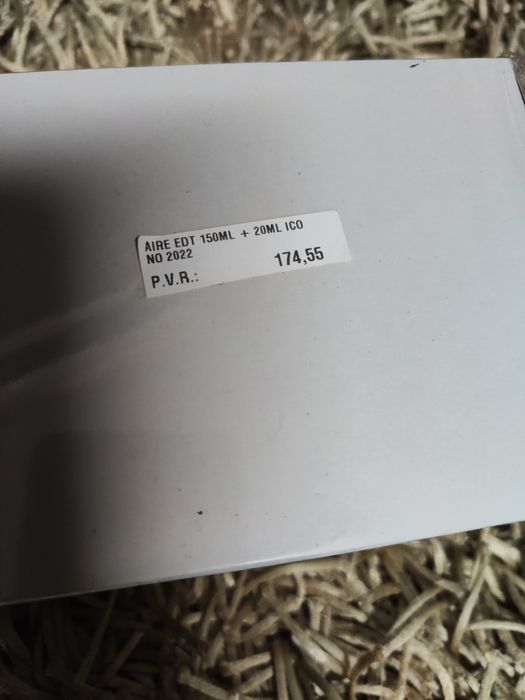 AIRE EDT 150ML + 20ML ICO
NO 2022
P.V.R.: 174,55